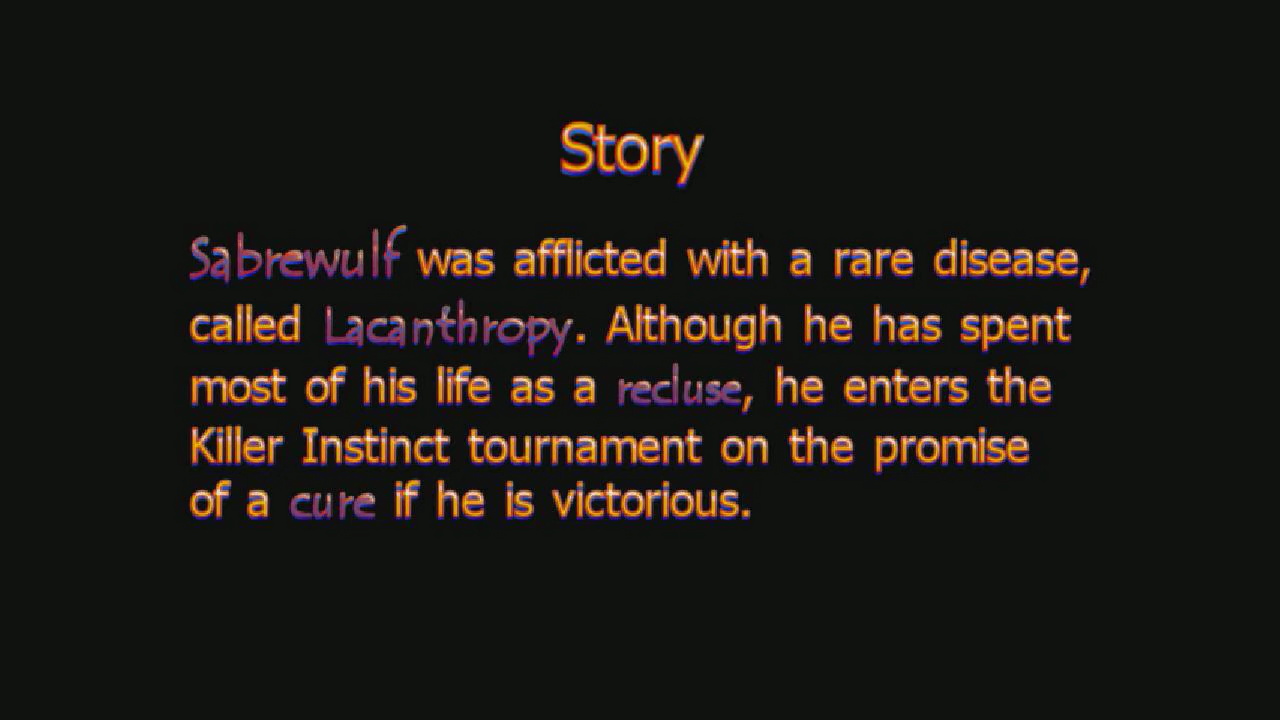 Story
Sabrewulf was afflicted with a rare disease,
called Lacanthropy. Although he has spent
most of his life as a recluse, he enters the
Killer Instinct tournament on the promise
of a cure if he is victorious.